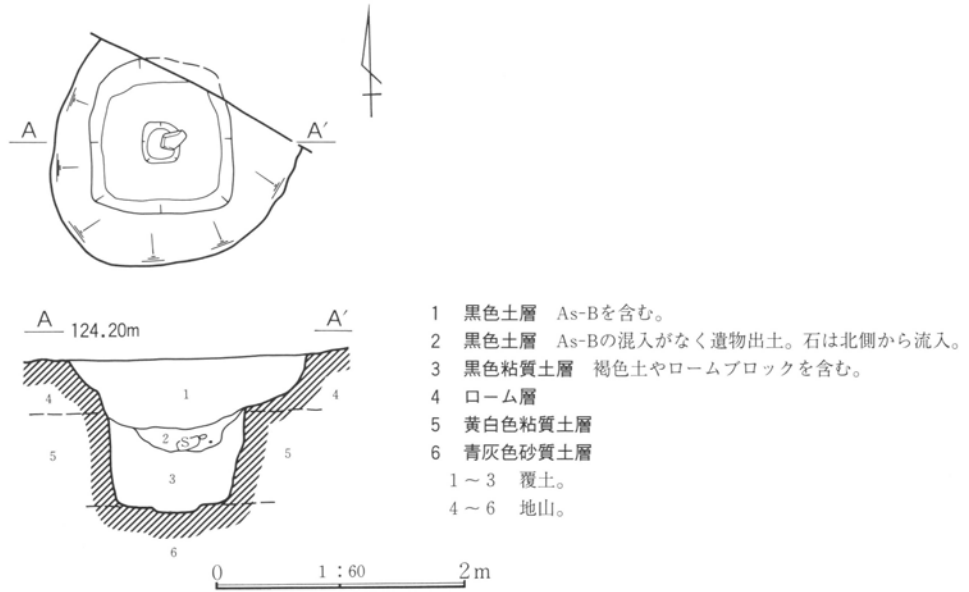 A A′
A 124.20m A′
1
4 4
2 S
5 5
3
6
0 1：60 2m
1 黒色土層 As-Bを含む。
2 黒色土層 As-Bの混入がなく遺物出土。石は北側から流入。
3 黒色粘質土層 褐色土やロームブロックを含む。
4 ローム層
5 黄白色粘質土層
6 青灰色砂質土層
1～3 覆土。
4～6 地山。